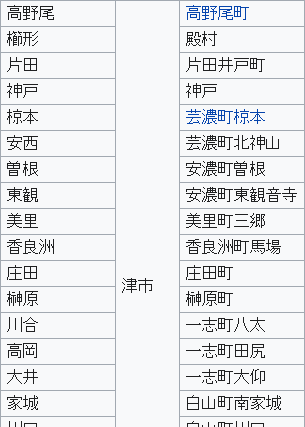 高野尾 高野尾町
櫛形 殿村
片田 片田井戸町
神戸 神戸
椋本 芸濃町椋本
安西 芸濃町北神山
曽根 安濃町曽根
東観 安濃町東観音寺
美里 美里町三郷
香良洲 香良洲町馬場
庄田 津市 庄田町
榊原 榊原町
川合 一志町八太
高岡 一志町田尻
大井 一志町大仰
家城 白山町南家城